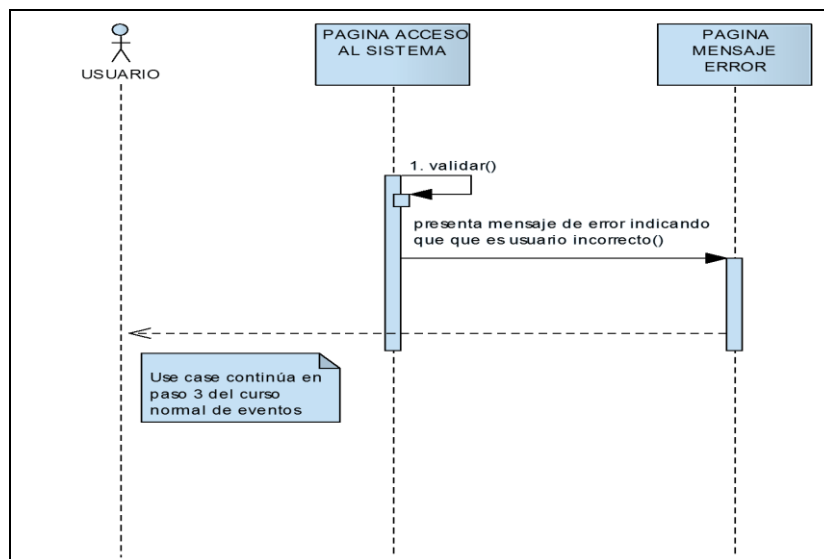 USUARIO
PAGINA ACCESO
AL SISTEMA
PAGINA
MENSAJE
ERROR
1. validar()
presenta mensaje de error indicando
que que es usuario incorrecto()
Use case continúa en
paso 3 del curso
normal de eventos